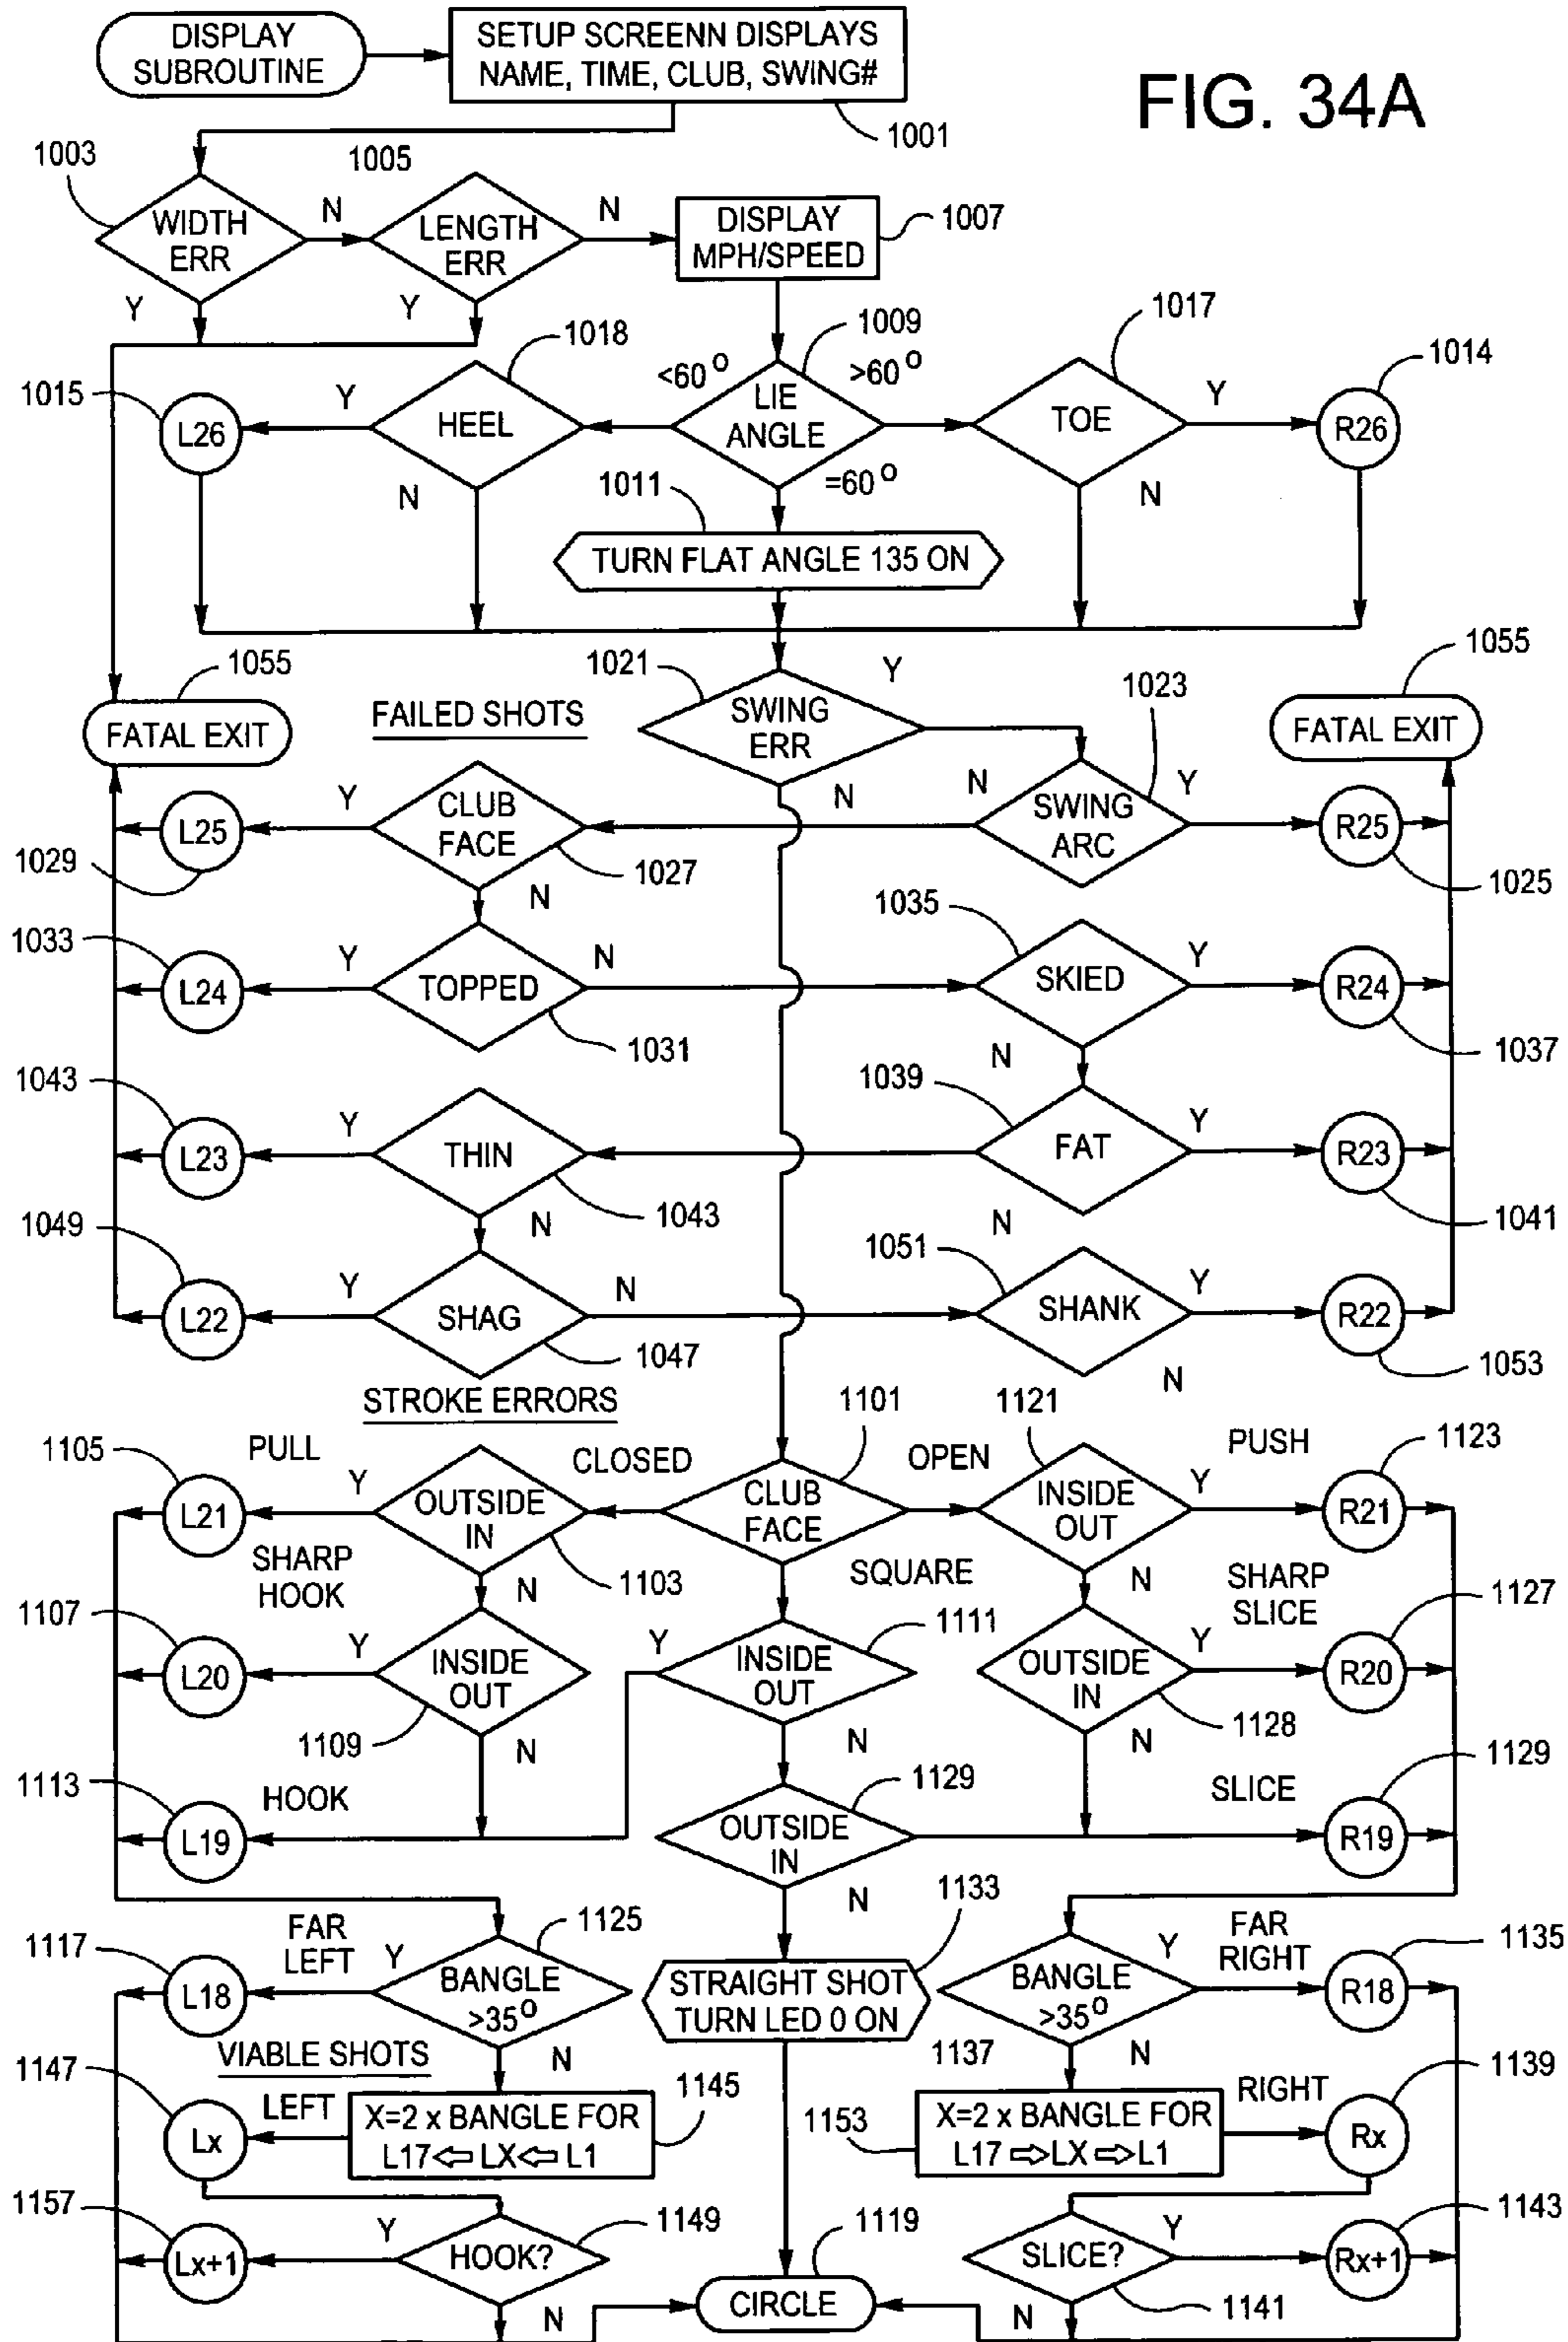 DISPLAY
SUBROUTINE
SETUP SCREENN DISPLAYS
NAME, TIME, CLUB, SWING#
FIG. 34A
1001
1003
1005
WIDTH
ERR
N
LENGTH
ERR
N
DISPLAY
MPH/SPEED
1007
Y
Y
1018
1009
1017
1014
1015
<60°
>60°
L26
Y
HEEL
LIE
ANGLE
TOE
Y
R26
N
=60°
N
1011
TURN FLAT ANGLE 135 ON
1055
1021
Y
1055
1023
FATAL EXIT
FAILED SHOTS
SWING
ERR
FATAL EXIT
N
N
L25
Y
CLUB
FACE
SWING
ARC
Y
R25
1029
1027
1025
N
1035
1033
L24
Y
TOPPED
N
SKIED
Y
R24
1031
1037
N
1043
1039
L23
Y
THIN
FAT
Y
R23
1043
1041
N
N
1049
1051
L22
Y
SHAG
N
SHANK
Y
R22
1047
1053
N
STROKE ERRORS
1101
1121
1105
PULL
CLOSED
OPEN
PUSH
1123
L21
Y
OUTSIDE
IN
CLUB
FACE
INSIDE
OUT
Y
R21
SHARP
HOOK
N
1103
SQUARE
N
SHARP
SLICE
1107
1111
1127
L20
Y
INSIDE
OUT
Y
INSIDE
OUT
OUTSIDE
IN
Y
R20
1109
N
N
1128
N
1113
HOOK
1129
SLICE
1129
L19
OUTSIDE
IN
R19
N
1133
1117
FAR
LEFT
Y
1125
Y
FAR
RIGHT
1135
L18
BANGLE
>35°
STRAIGHT SHOT
TURN LED 0 ON
BANGLE
>35°
R18
VIABLE SHOTS
N
1137
N
1147
LEFT
1145
RIGHT
1139
Lx
X=2 x BANGLE FOR
L17⇦LX⇦L1
1153
X=2 x BANGLE FOR
L17⇨LX⇨L1
Rx
1157
Y
1149
1119
Y
1143
Lx+1
HOOK?
CIRCLE
SLICE?
Rx+1
N
N
1141